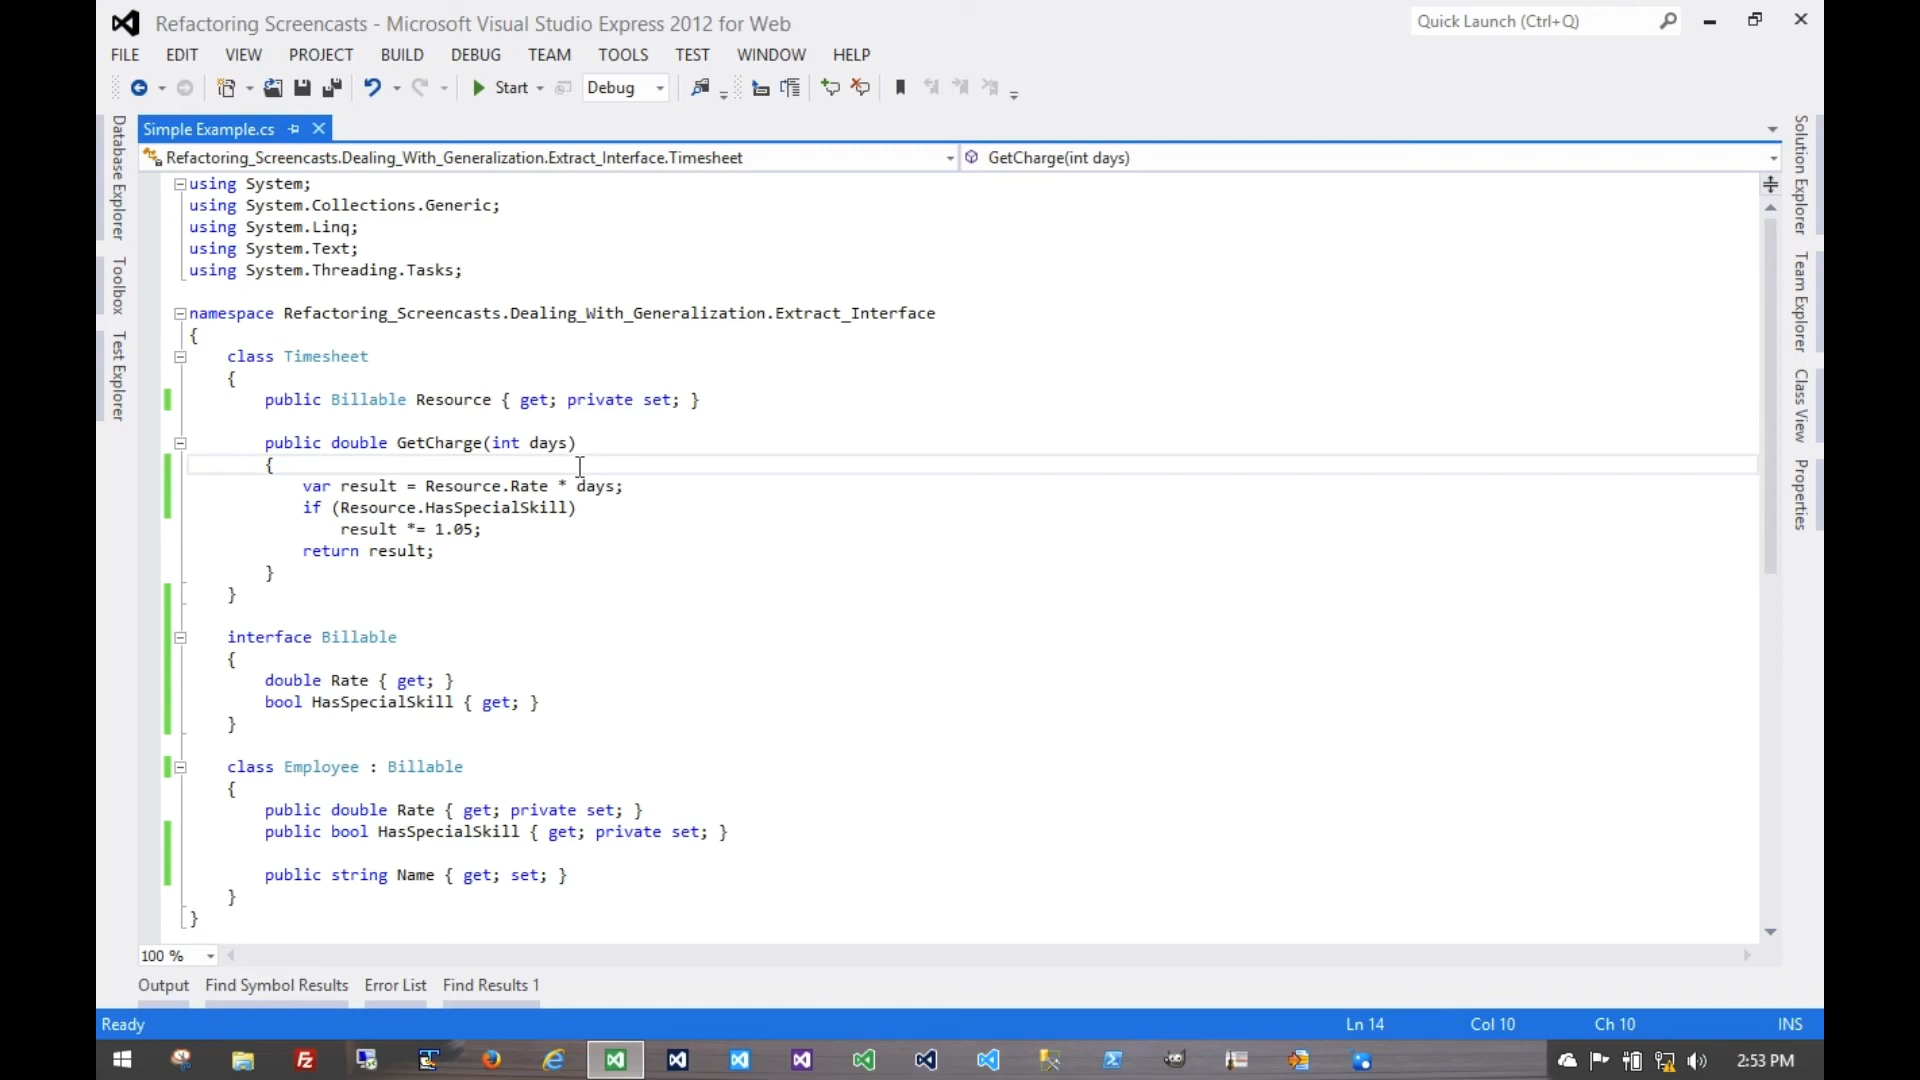 Refactoring Screencasts - Microsoft Visual Studio Express 2012 for Web
Quick Launch (Ctrl+Q)
FILE EDIT VIEW PROJECT BUILD DEBUG TEAM TOOLS TEST WINDOW HELP
Start Debug
Simple Example.cs
Refactoring_Screencasts.Dealing_With_Generalization.Extract_Interface.Timesheet
GetCharge(int days)
Database Explorer
Toolbox
Test Explorer
using System;
using System.Collections.Generic;
using System.Linq;
using System.Text;
using System.Threading.Tasks;
namespace Refactoring_Screencasts.Dealing_With_Generalization.Extract_Interface
{
class Timesheet
{
public Billable Resource { get; private set; }
public double GetCharge(int days)
{
var result = Resource.Rate * days;
if (Resource.HasSpecialSkill)
result *= 1.05;
return result;
}
}
interface Billable
{
double Rate { get; }
bool HasSpecialSkill { get; }
}
class Employee : Billable
{
public double Rate { get; private set; }
public bool HasSpecialSkill { get; private set; }
public string Name { get; set; }
}
}
Solution Explorer
Team Explorer
Class View
Properties
100 %
Output Find Symbol Results Error List Find Results 1
Ready Ln 14 Col 10 Ch 10 INS
2:53 PM